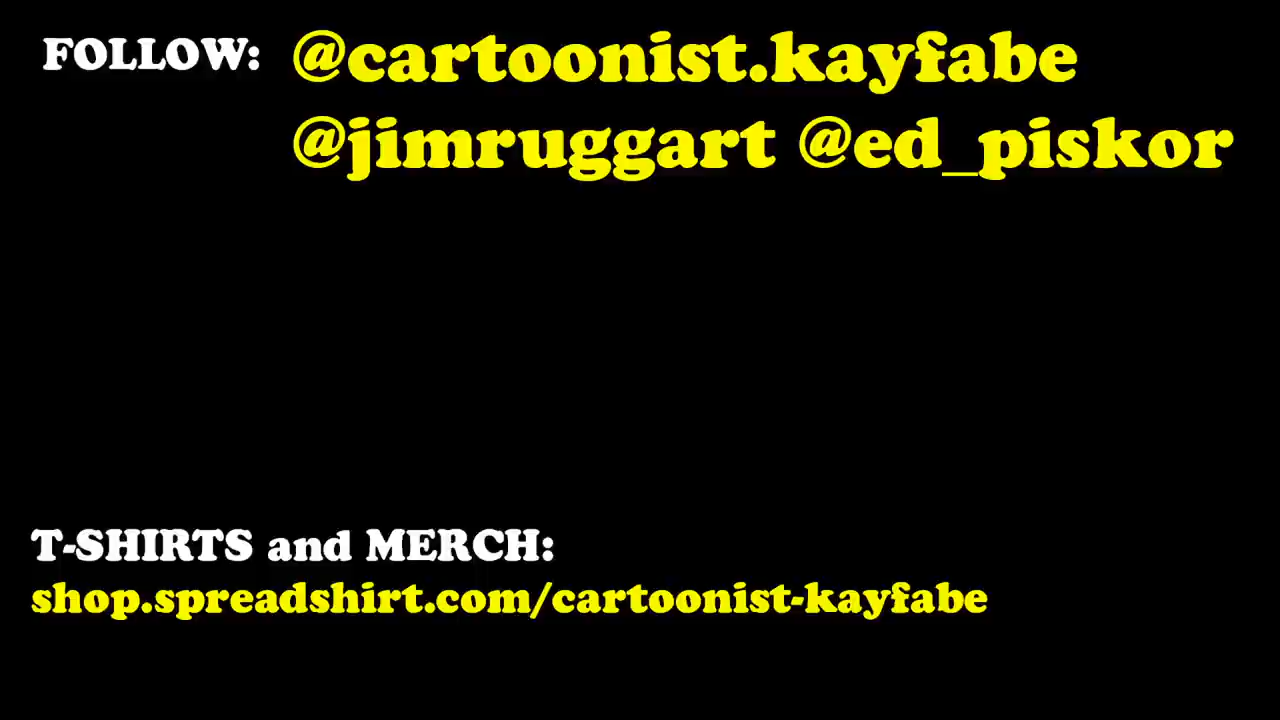 FOLLOW: @cartoonist.kayfabe
@jimruggart @ed_piskor
T-SHIRTS and MERCH:
shop.spreadshirt.com/cartoonist-kayfabe